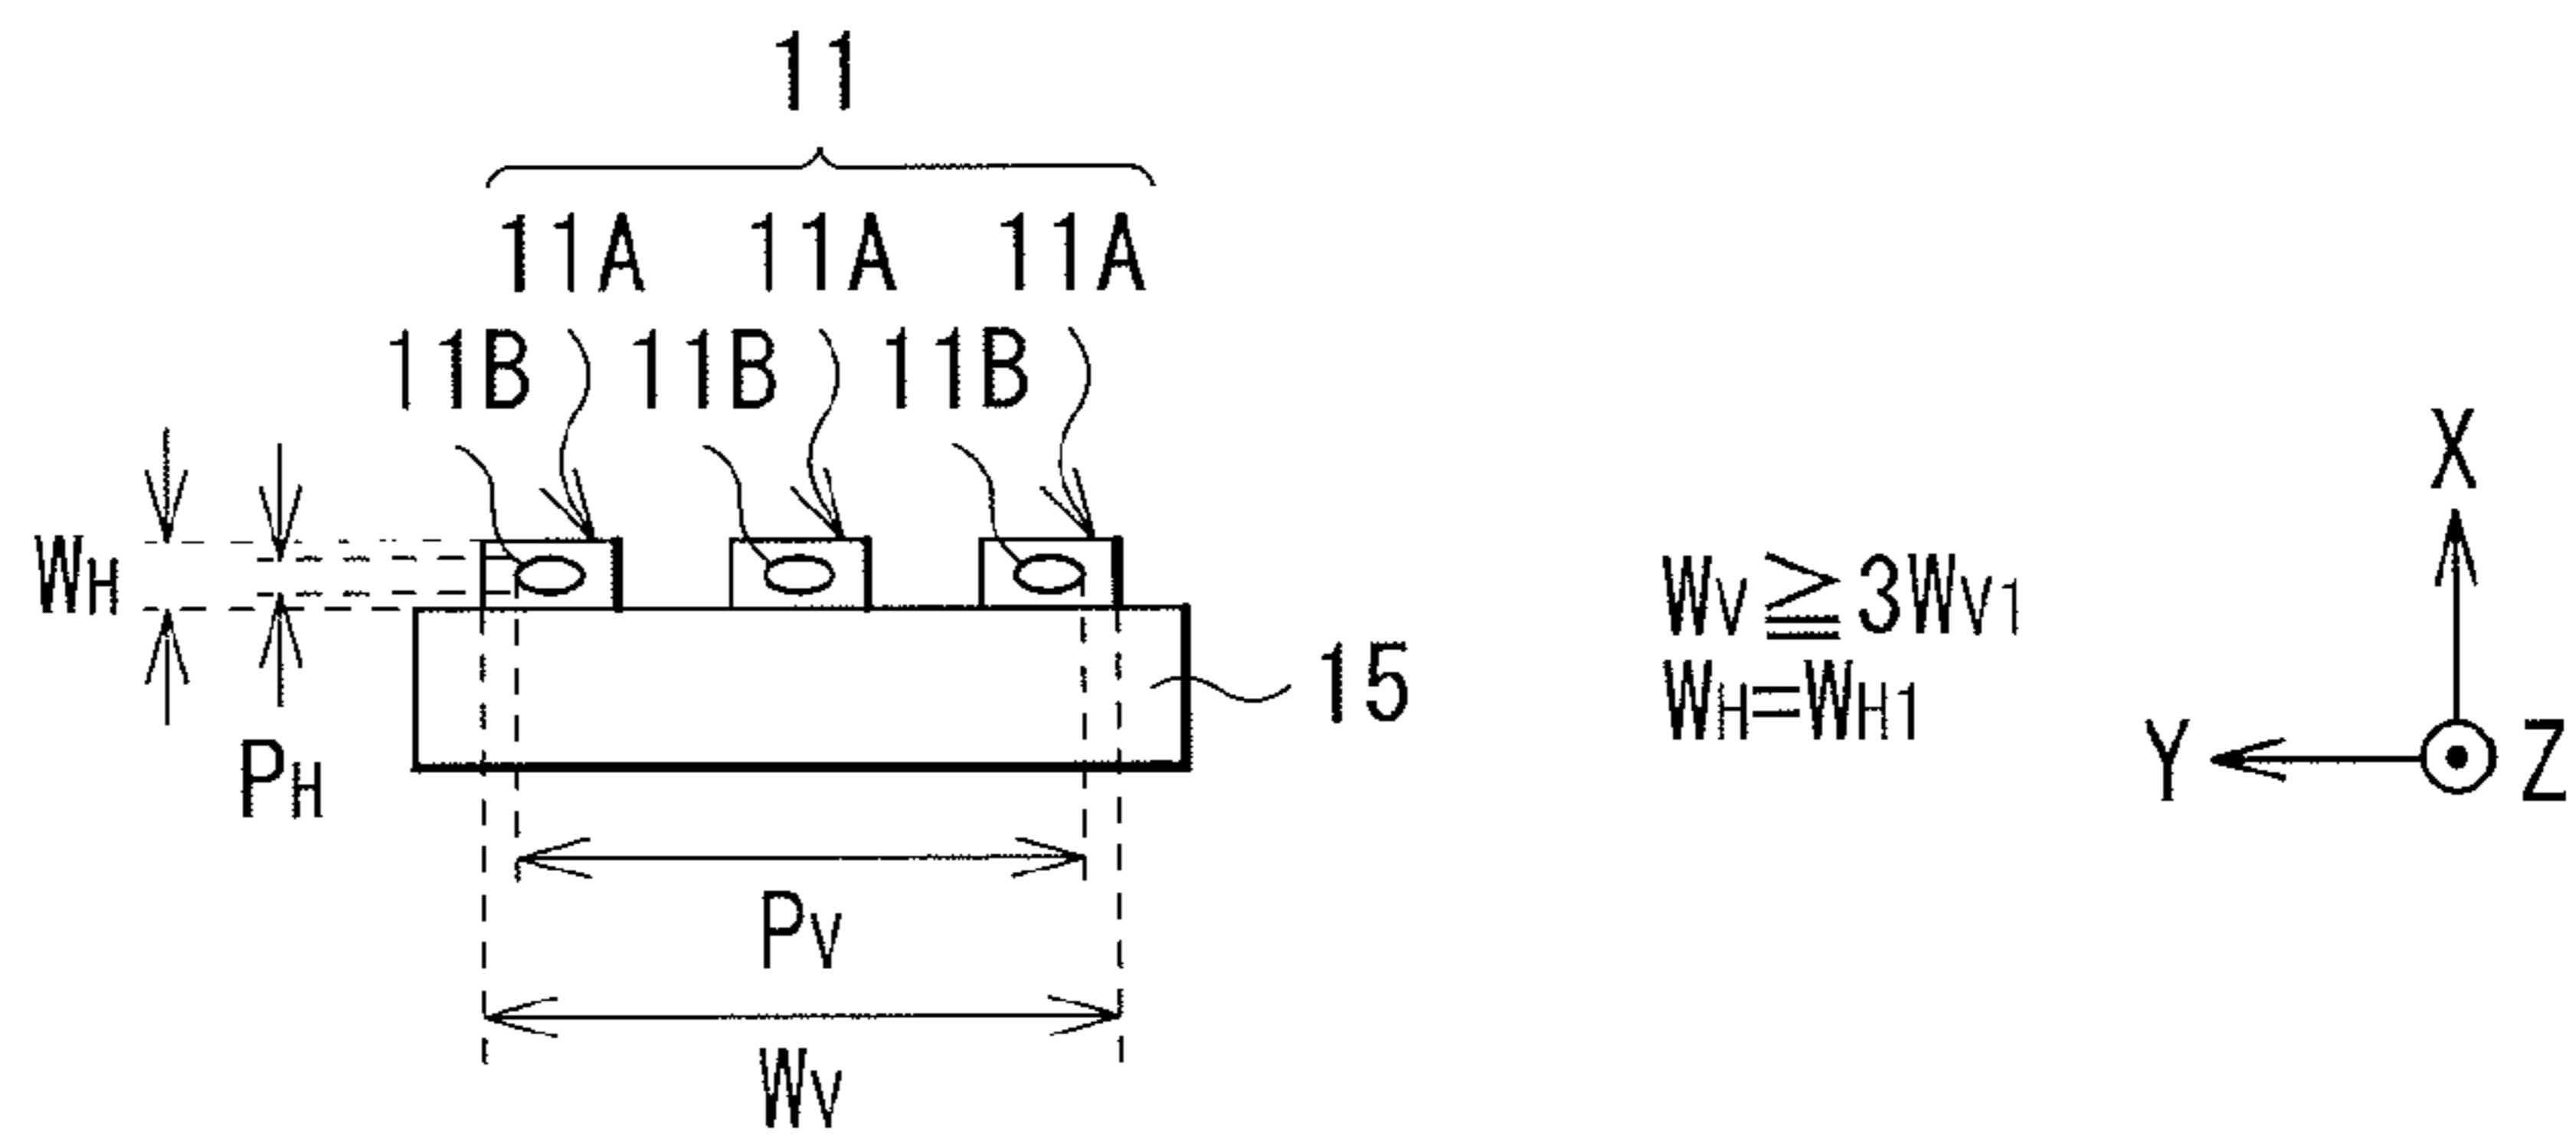 11
11A 11A 11A
11B 11B 11B
X
WH
WV≧3WV1
15
WH=WH1
PH
Y Z
PV
WV